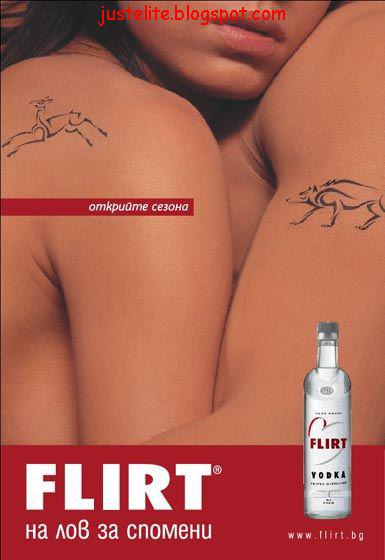 justelite.blogspot.com
открийте сезона
FLIRT
VODKA
FLIRT®
на лов за спомени
www.flirt.bg